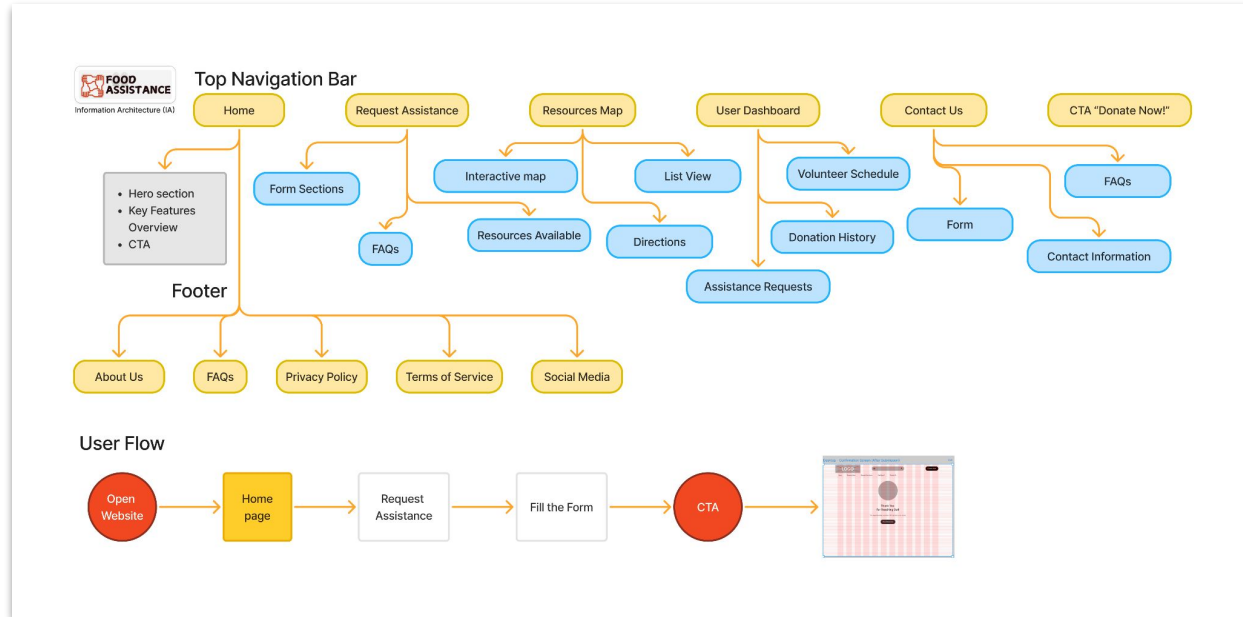 FOOD
ASSISTANCE
Information Architecture (IA)
Top Navigation Bar
Home
Request Assistance
Resources Map
User Dashboard
Contact Us
CTA “Donate Now!”
• Hero section
• Key Features
Overview
• CTA
Form Sections
FAQs
Resources Available
Interactive map
List View
Directions
Volunteer Schedule
Donation History
Assistance Requests
FAQs
Form
Contact Information
Footer
About Us
FAQs
Privacy Policy
Terms of Service
Social Media
User Flow
Open
Website
Home
page
Request
Assistance
Fill the Form
CTA
LOGO